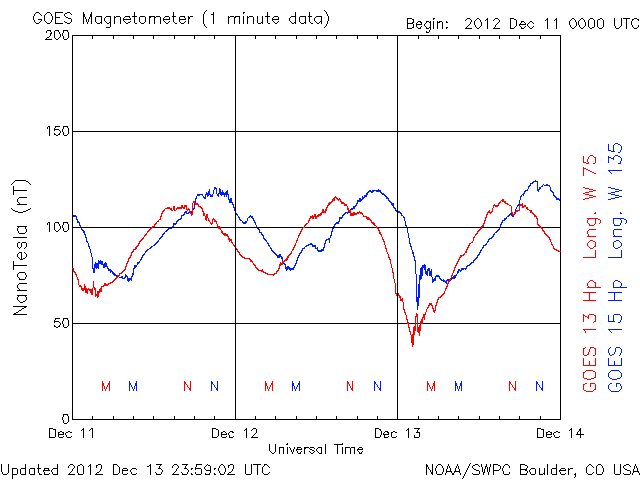 GOES Magnetometer (1 minute data)
Begin: 2012 Dec 11 0000 UTC
200
150
100
50
0
NanoTesla (nT)
M M N N M M N N M M N N
Dec 11 Dec 12 Dec 13 Dec 14
Universal Time
GOES 13 Hp Long. W 75
GOES 15 Hp Long. W 135
Updated 2012 Dec 13 23:59:02 UTC
NOAA/SWPC Boulder, CO USA